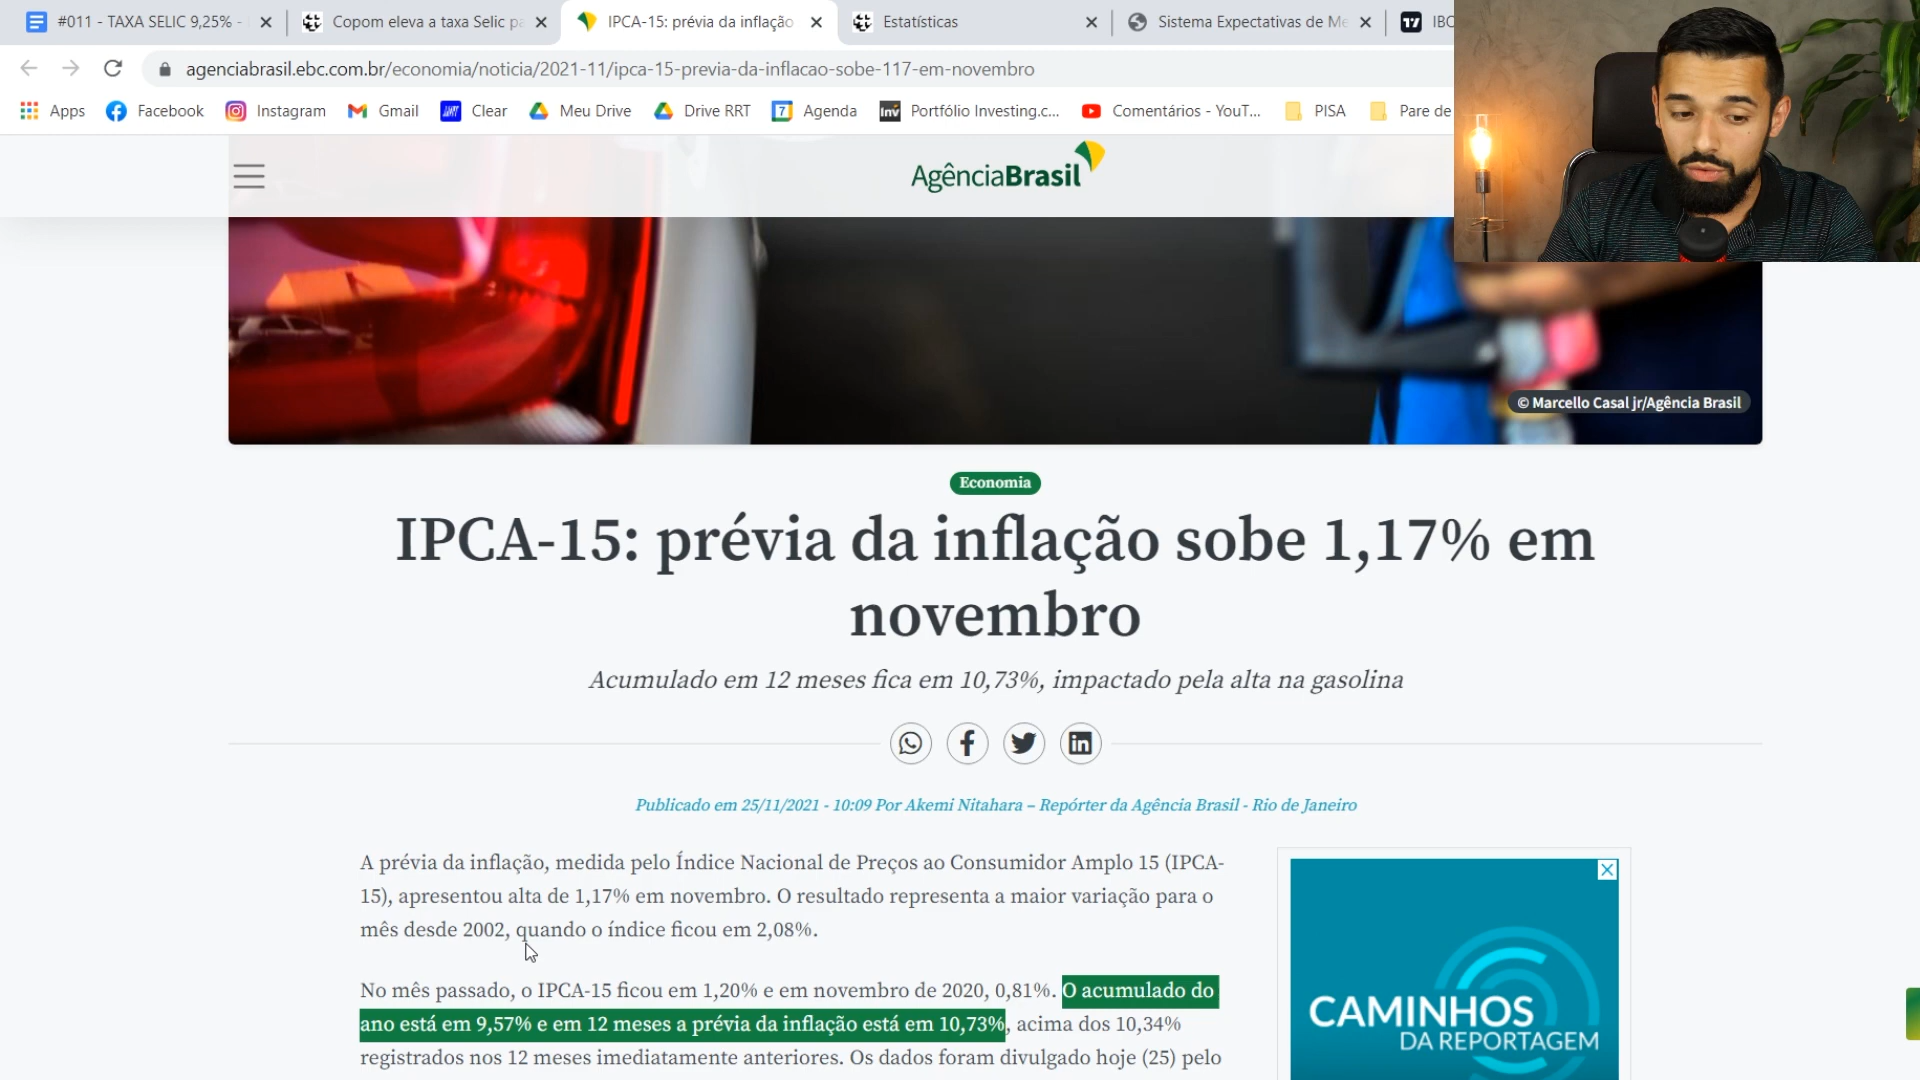 #011 - TAXA SELIC 9,25% -
Copom eleva a taxa Selic pa
IPCA-15: prévia da inflação
Estatísticas
Sistema Expectativas de Me
IBO
agenciabrasil.ebc.com.br/economia/noticia/2021-11/ipca-15-previa-da-inflacao-sobe-117-em-novembro
Apps
Facebook
Instagram
Gmail
Clear
Meu Drive
Drive RRT
7
Agenda
Inv
Portfólio Investing.c...
Comentários - YouT...
PISA
Pare de
AgênciaBrasil
© Marcello Casal jr/Agência Brasil
Economia
IPCA-15: prévia da inflação sobe 1,17% em
novembro
Acumulado em 12 meses fica em 10,73%, impactado pela alta na gasolina
Publicado em 25/11/2021 - 10:09 Por Akemi Nitahara – Repórter da Agência Brasil - Rio de Janeiro
A prévia da inflação, medida pelo Índice Nacional de Preços ao Consumidor Amplo 15 (IPCA-
15), apresentou alta de 1,17% em novembro. O resultado representa a maior variação para o
mês desde 2002, quando o índice ficou em 2,08%.
No mês passado, o IPCA-15 ficou em 1,20% e em novembro de 2020, 0,81%. O acumulado do
ano está em 9,57% e em 12 meses a prévia da inflação está em 10,73%, acima dos 10,34%
registrados nos 12 meses imediatamente anteriores. Os dados foram divulgado hoje (25) pelo
CAMINHOS
DA REPORTAGEM